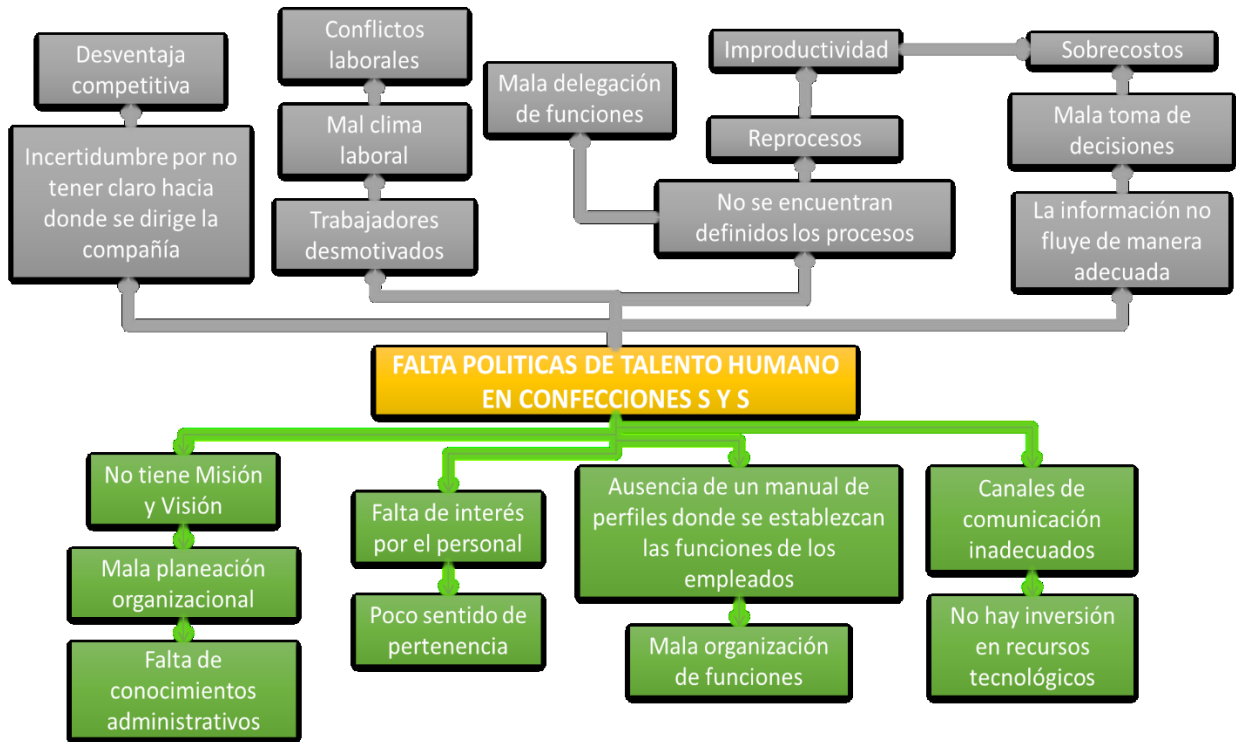 Desventaja
competitiva
Incertidumbre por no
tener claro hacia
donde se dirige la
compañía
Conflictos
laborales
Mal clima
laboral
Trabajadores
desmotivados
Mala delegación
de funciones
Improductividad
Reprocesos
No se encuentran
definidos los procesos
Sobrecostos
Mala toma de
decisiones
La información no
fluye de manera
adecuada
FALTA POLITICAS DE TALENTO HUMANO
EN CONFECCIONES S Y S
No tiene Misión
y Visión
Mala planeación
organizacional
Falta de
conocimientos
administrativos
Falta de interés
por el personal
Poco sentido de
pertenencia
Ausencia de un manual de
perfiles donde se establezcan
las funciones de los
empleados
Mala organización
de funciones
Canales de
comunicación
inadecuados
No hay inversión
en recursos
tecnológicos